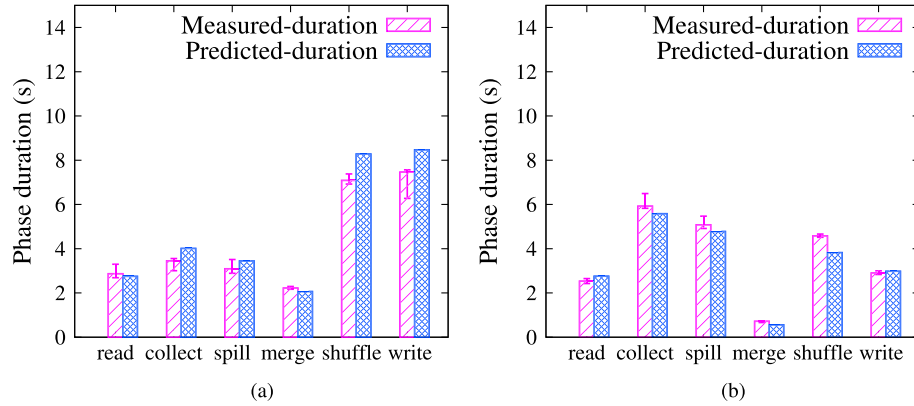 Measured-duration
Predicted-duration
Phase duration (s)
14
12
10
8
6
4
2
0
read collect spill merge shuffle write
(a)
Measured-duration
Predicted-duration
Phase duration (s)
14
12
10
8
6
4
2
0
read collect spill merge shuffle write
(b)